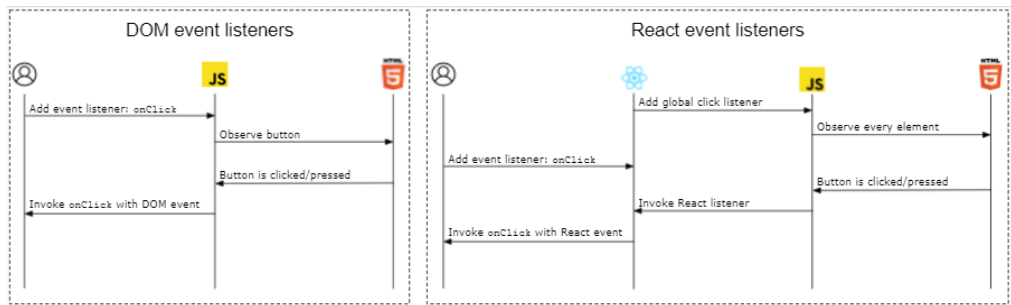 DOM event listeners
JS
HTML
5
Add event listener: onClick
Observe button
Button is clicked/pressed
Invoke onClick with DOM event
React event listeners
JS
HTML
5
Add global click listener
Observe every element
Add event listener: onClick
Button is clicked/pressed
Invoke React listener
Invoke onClick with React event